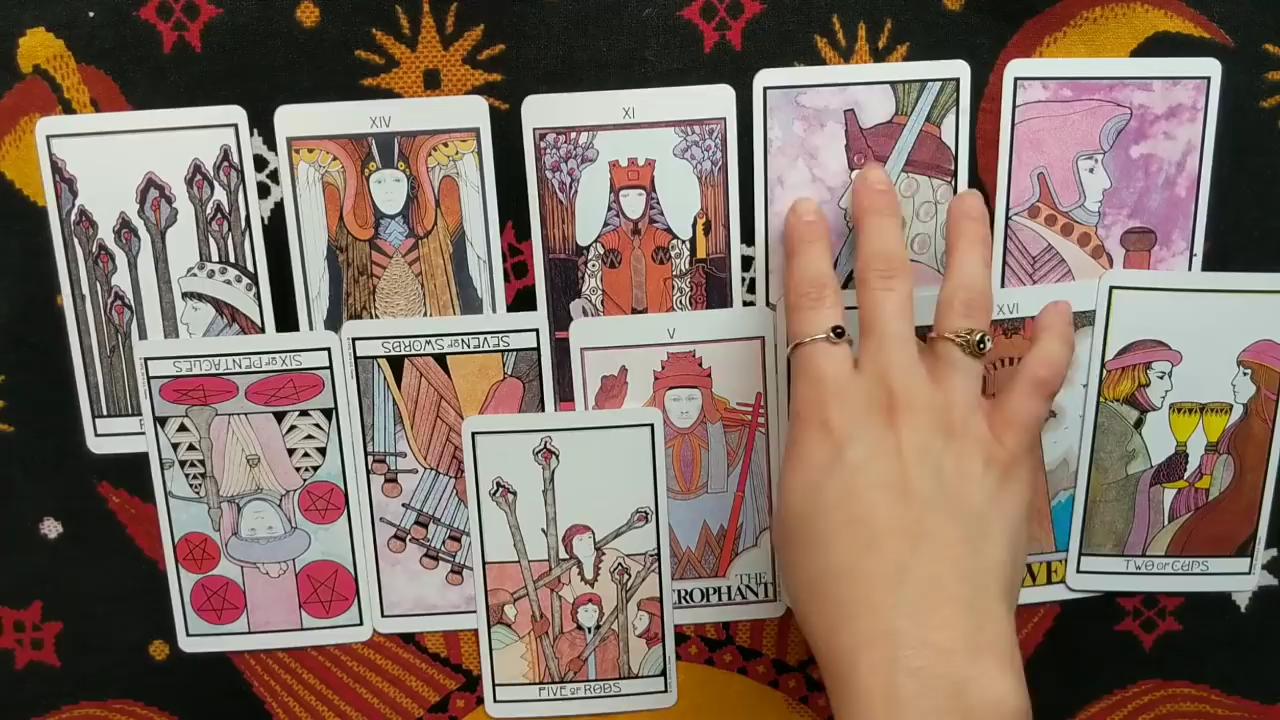 XIV
XI
XVI
SIX OF PENTACLES
SEVEN OF SWORDS
V
THE
EROPHANT
TWO OF CUPS
FIVE OF RODS